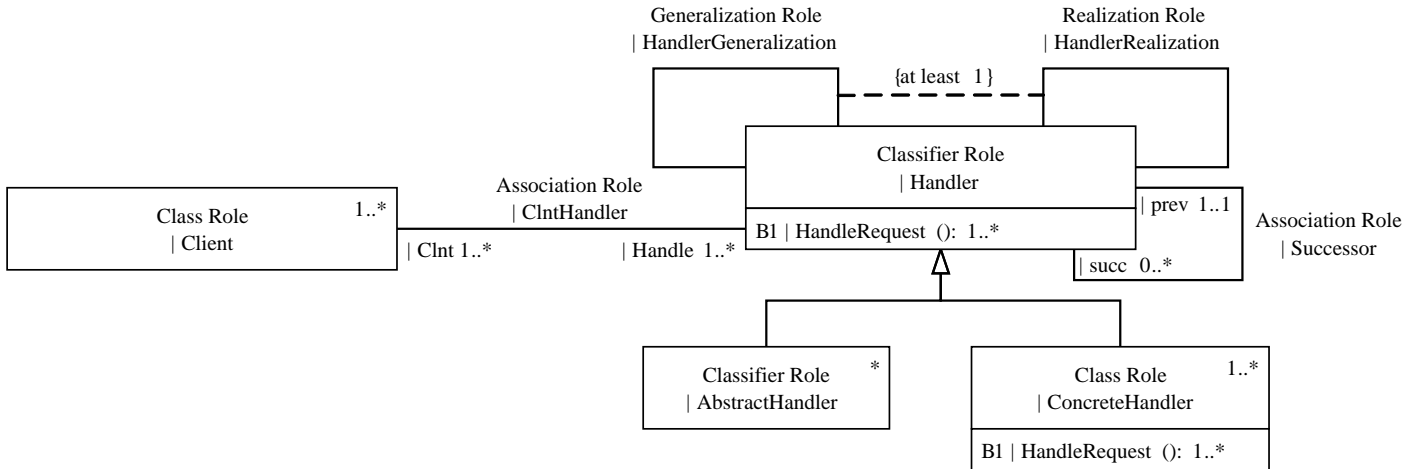 Generalization Role
| HandlerGeneralization
Realization Role
| HandlerRealization
{at least 1}
Classifier Role
| Handler
B1 | HandleRequest (): 1..*
Class Role
| Client
1..*
Association Role
| ClntHandler
| Clnt 1..*
| Handle 1..*
| prev 1..1
| succ 0..*
Association Role
| Successor
Classifier Role
| AbstractHandler
*
Class Role
| ConcreteHandler
1..*
B1 | HandleRequest (): 1..*